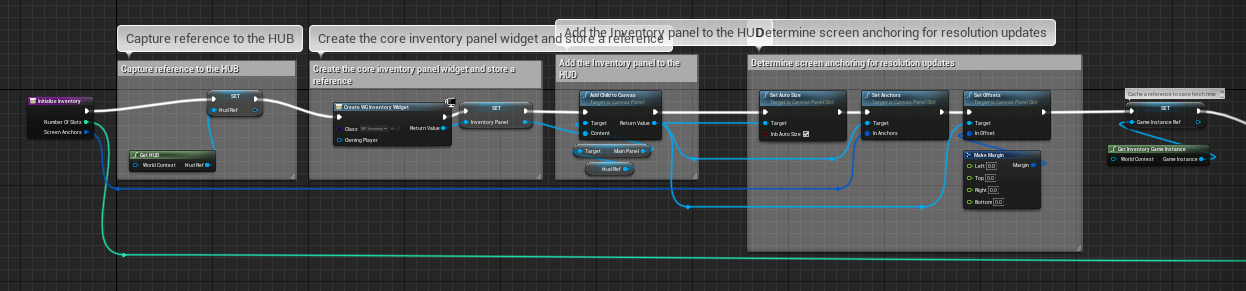 Capture reference to the HUB
Create the core inventory panel widget and store a reference
Add the Inventory panel to the HUD
Determine screen anchoring for resolution updates
Capture reference to the HUB
Create the core inventory panel widget and store a
reference
Add the Inventory panel to the
HUD
Determine screen anchoring for resolution updates
Initialize Inventory
Number Of Slots
Screen Anchors
SET
Hud Ref
Get HUD
World Context
Hud Ref
Create WG Inventory Widget
Class
Return Value
Owning Player
SET
Inventory Panel
Add Child to Canvas
Target is Canvas Panel
Target
Return Value
Content
Target
Main Panel
Hud Ref
Set Auto Size
Target is Canvas Panel Slot
Target
Inb Auto Size
Set Anchors
Target is Canvas Panel Slot
Target
In Anchors
Set Offsets
Target is Canvas Panel Slot
Target
In Offset
Make Margin
Left 0.0
Margin
Top 0.0
Right 0.0
Bottom 0.0
Cache a reference to save fetch time
SET
Game Instance Ref
Get Inventory Game Instance
World Context
Game Instance